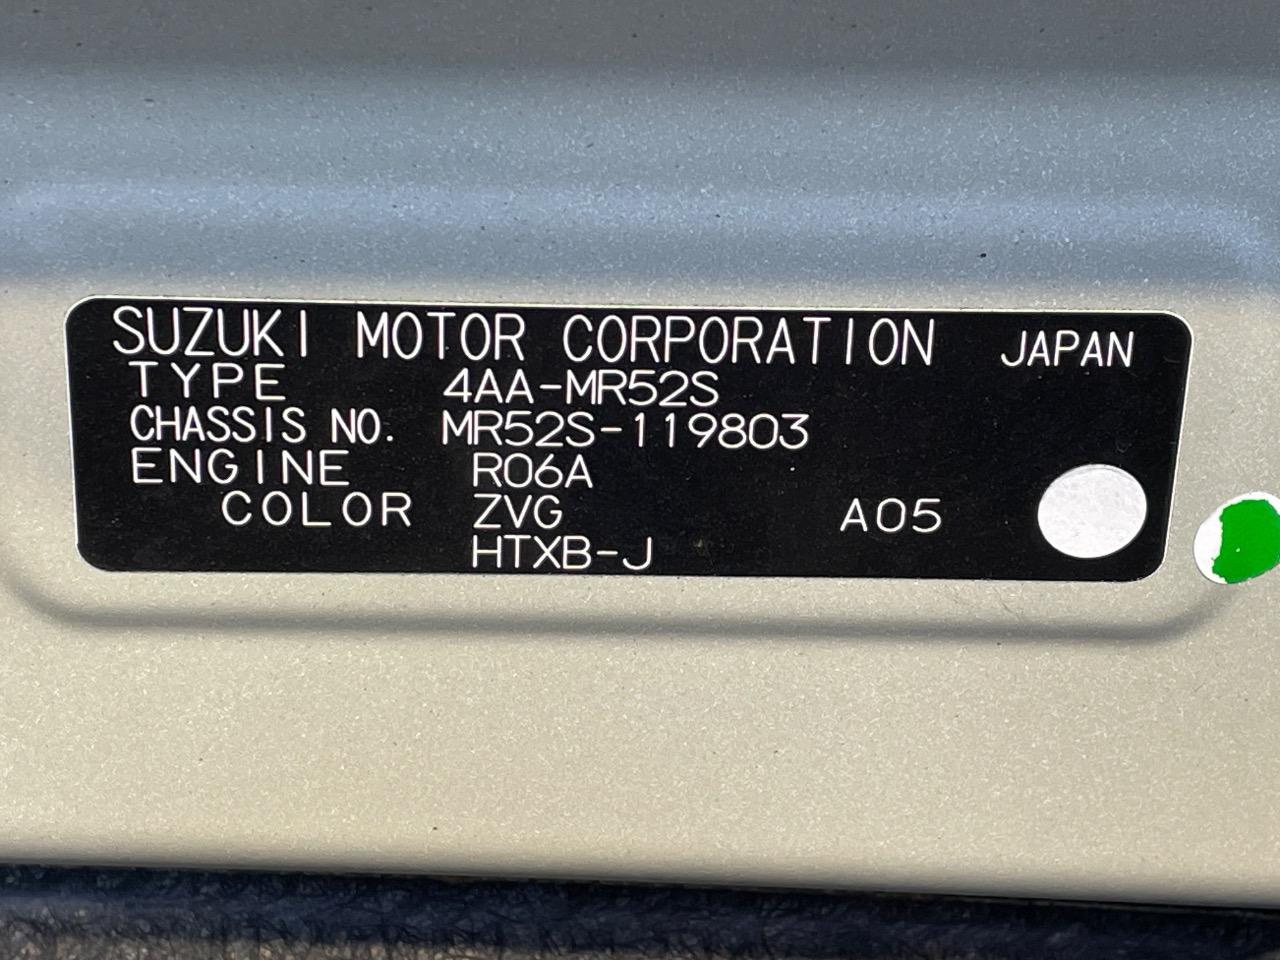 SUZUKI MOTOR CORPORATION JAPAN
TYPE 4AA-MR52S
CHASSIS NO. MR52S-119803
ENGINE R06A
COLOR ZVG A05
HTXB-J